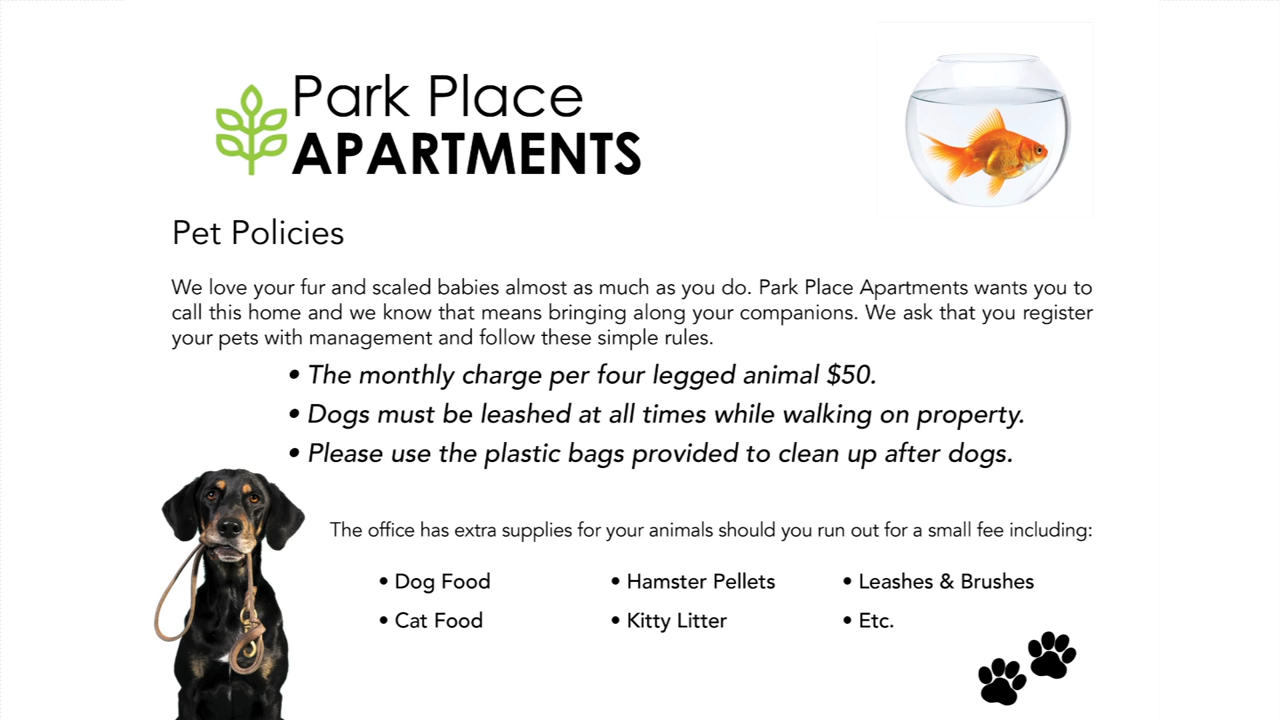 Park Place
APARTMENTS
Pet Policies
We love your fur and scaled babies almost as much as you do. Park Place Apartments wants you to
call this home and we know that means bringing along your companions. We ask that you register
your pets with management and follow these simple rules.
• The monthly charge per four legged animal $50.
• Dogs must be leashed at all times while walking on property.
• Please use the plastic bags provided to clean up after dogs.
The office has extra supplies for your animals should you run out for a small fee including:
• Dog Food
• Hamster Pellets
• Leashes & Brushes
• Cat Food
• Kitty Litter
• Etc.